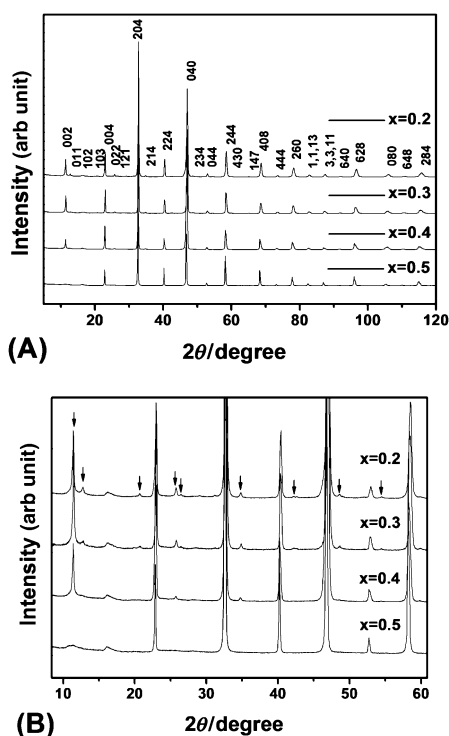 204
040
002
011
102
103
004
022
121
214
224
234
044
244
430
147
408
444
260
1,1,13
3,3,11
640
628
080
648
284
x=0.2
x=0.3
x=0.4
x=0.5
Intensity (arb unit)
20 40 60 80 100 120
2θ/degree
(A)
x=0.2
x=0.3
x=0.4
x=0.5
Intensity (arb unit)
10 20 30 40 50 60
2θ/degree
(B)